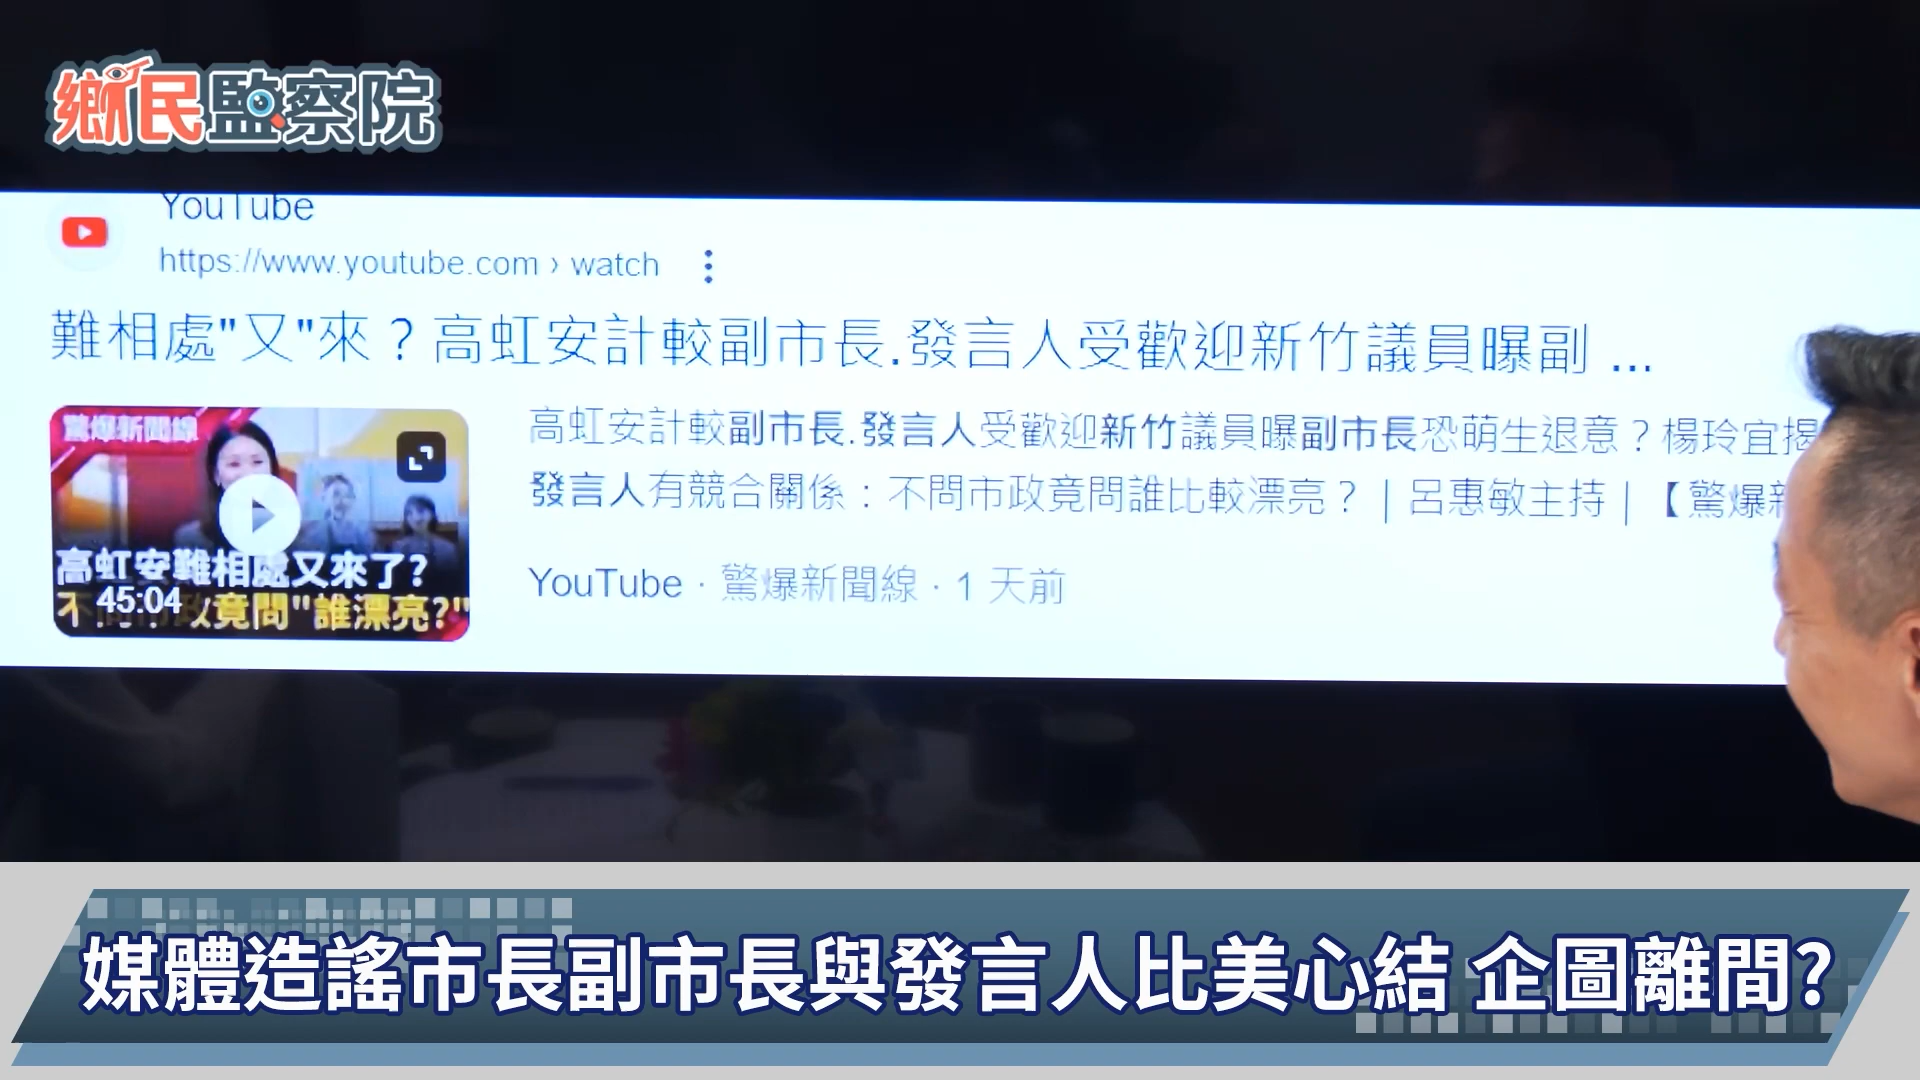 鄉民監察院
YouTube
https://www.youtube.com › watch
難相處"又"來？高虹安計較副市長.發言人受歡迎新竹議員曝副 ...
高虹安計較副市長.發言人受歡迎新竹議員曝副市長恐萌生退意？楊玲宜揭
發言人有競合關係：不問市政竟問誰比較漂亮？｜呂惠敏主持｜【驚爆新
YouTube · 驚爆新聞線 · 1 天前
驚爆新聞線
高虹安難相處又來了?
竟問"誰漂亮?"
45:04
媒體造謠市長副市長與發言人比美心結 企圖離間?